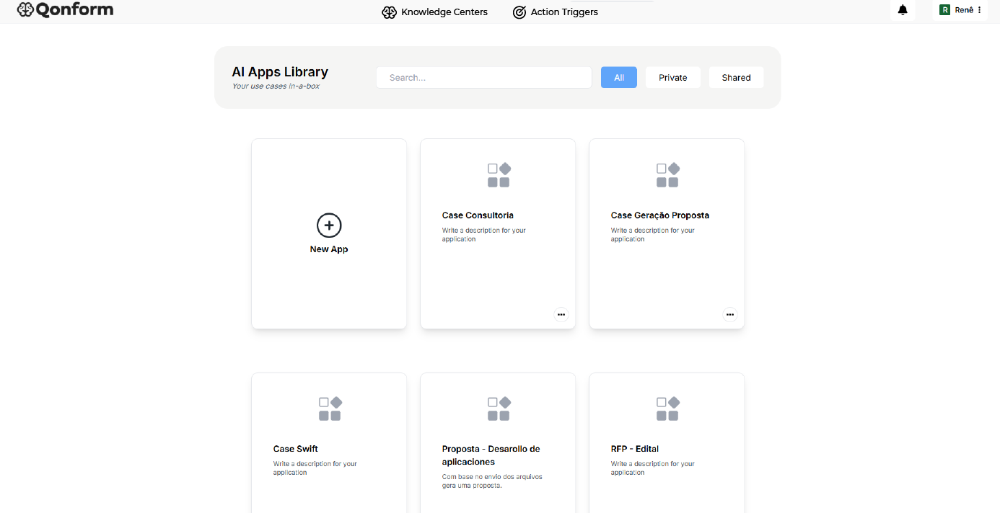 Qonform
Knowledge Centers
Action Triggers
R
Renê
AI Apps Library
Your use cases in-a-box
Search...
All
Private
Shared
New App
Case Consultoria
Write a description for your
application
Case Geração Proposta
Write a description for your
application
Case Swift
Write a description for your
application
Proposta - Desarollo de
aplicaciones
Com base no envio dos arquivos
gera uma proposta.
RFP - Edital
Write a description for your
application